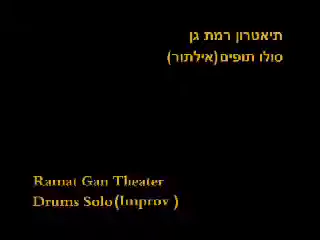 תיאטרון רמת גן
סולו תופים(אילתור)
Ramat Gan Theater
Drums Solo(Improv )